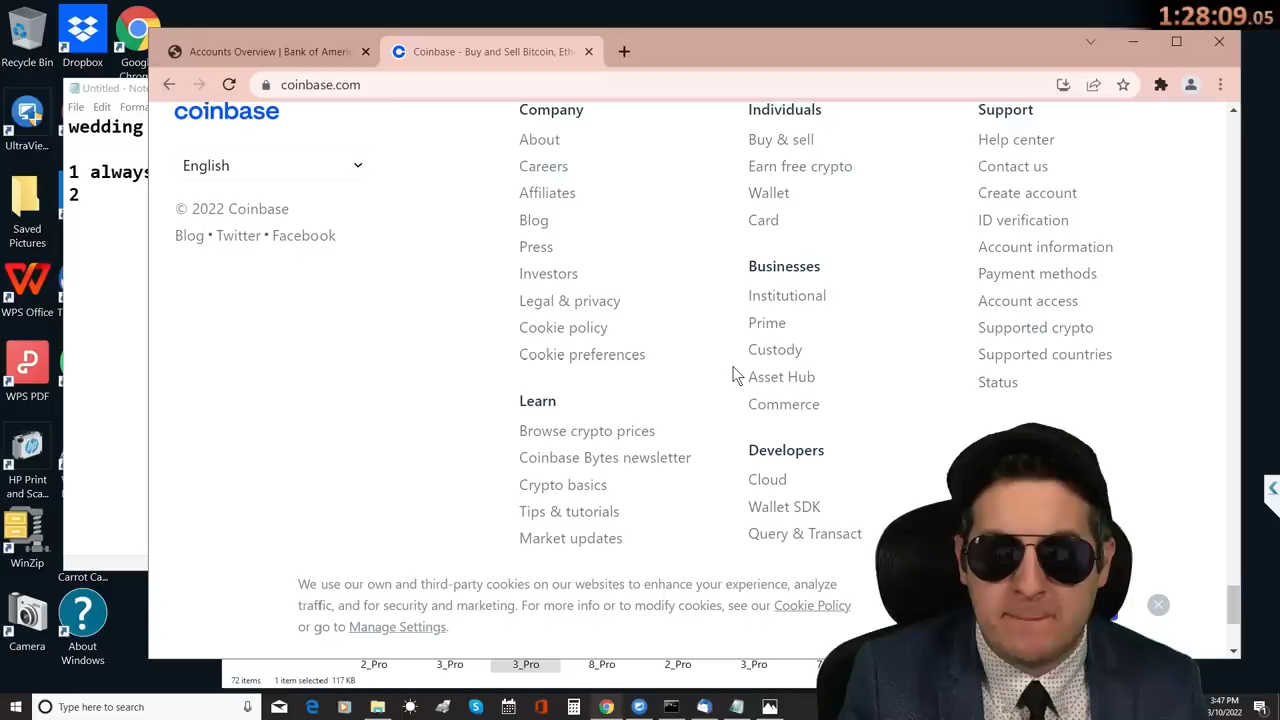 1:28:09.05
Recycle Bin
Dropbox
Google
Chrom
Accounts Overview | Bank of Ameri
Coinbase - Buy and Sell Bitcoin, Eth
coinbase.com
Untitled - Not
File Edit Forma
wedding
1 always
2
UltraVie...
Saved
Pictures
WPS Office
WPS PDF
HP Print
and Sca...
WinZip
Camera
Carrot Ca...
About
Windows
coinbase
English
© 2022 Coinbase
Blog • Twitter • Facebook
Company
About
Careers
Affiliates
Blog
Press
Investors
Legal & privacy
Cookie policy
Cookie preferences
Learn
Browse crypto prices
Coinbase Bytes newsletter
Crypto basics
Tips & tutorials
Market updates
Individuals
Buy & sell
Earn free crypto
Wallet
Card
Businesses
Institutional
Prime
Custody
Asset Hub
Commerce
Developers
Cloud
Wallet SDK
Query & Transact
Support
Help center
Contact us
Create account
ID verification
Account information
Payment methods
Account access
Supported crypto
Supported countries
Status
We use our own and third-party cookies on our websites to enhance your experience, analyze
traffic, and for security and marketing. For more info or to modify cookies, see our Cookie Policy
or go to Manage Settings.
2_Pro 3_Pro 3_Pro 8_Pro 2_Pro 3_Pro
72 items 1 item selected 117 KB
Type here to search
3:47 PM
3/10/2022